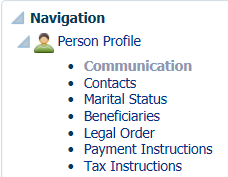 Navigation
Person Profile
Communication
Contacts
Marital Status
Beneficiaries
Legal Order
Payment Instructions
Tax Instructions